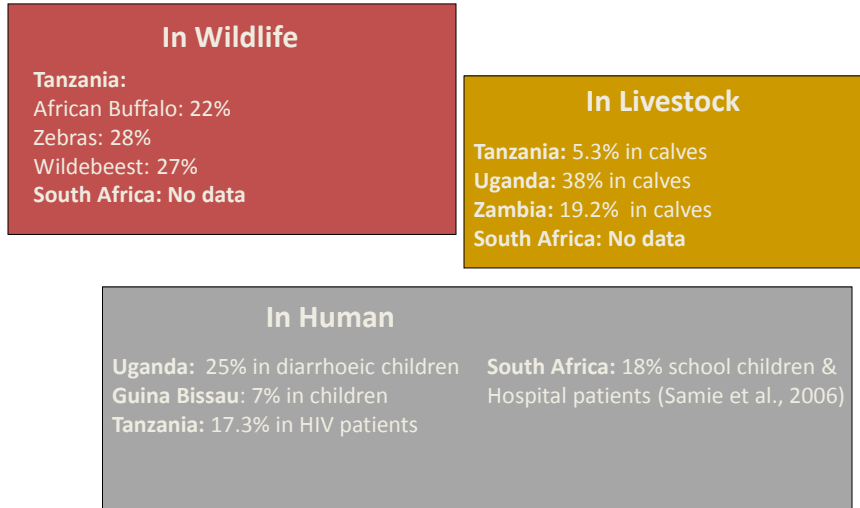 In Wildlife
Tanzania:
African Buffalo: 22%
Zebras: 28%
Wildebeest: 27%
South Africa: No data
In Livestock
Tanzania: 5.3% in calves
Uganda: 38% in calves
Zambia: 19.2% in calves
South Africa: No data
In Human
Uganda: 25% in diarrhoeic children
Guina Bissau: 7% in children
Tanzania: 17.3% in HIV patients
South Africa: 18% school children &
Hospital patients (Samie et al., 2006)